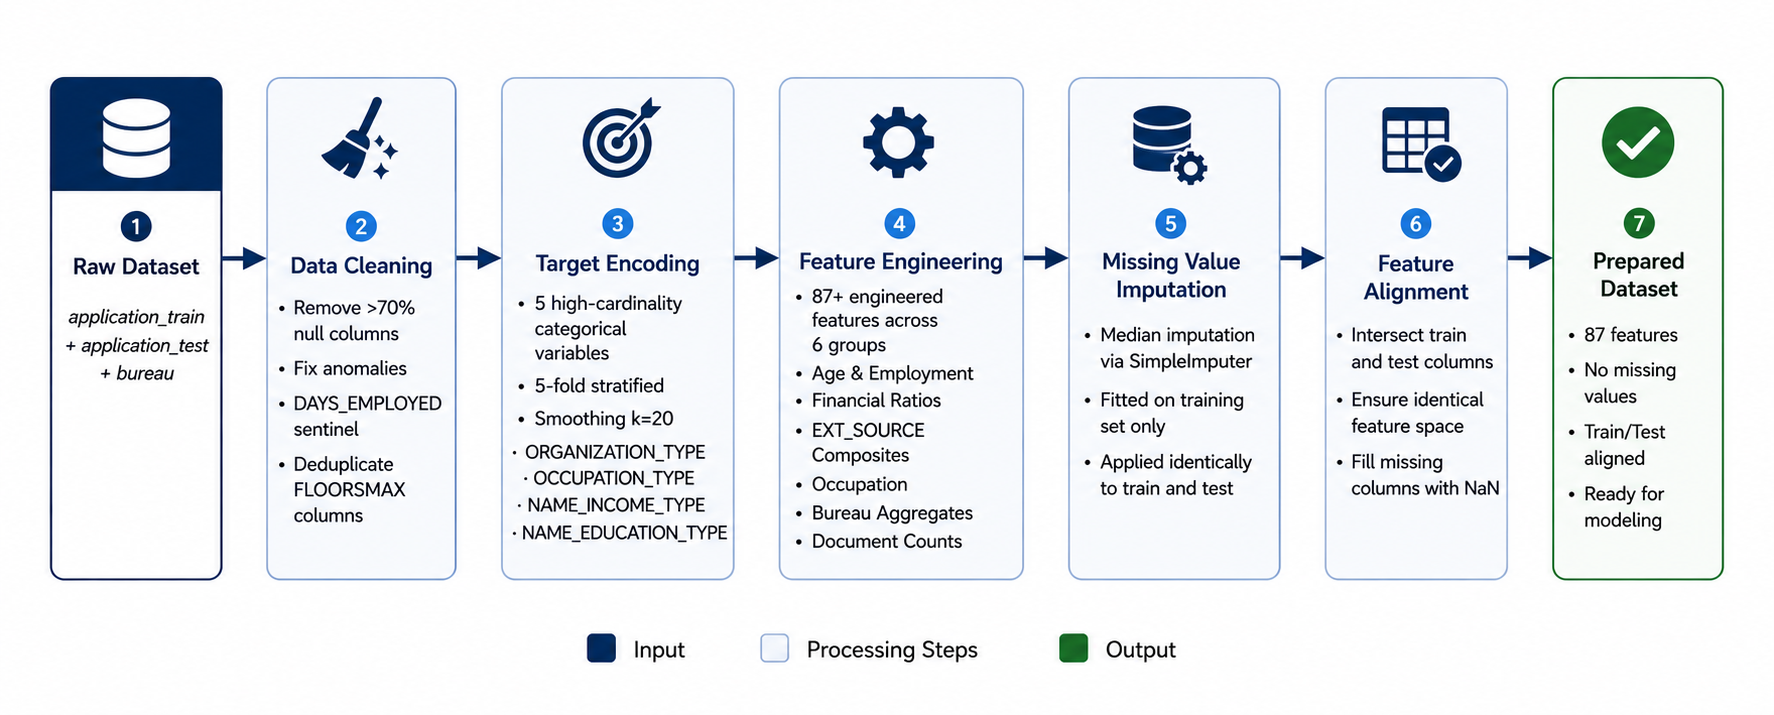 1
Raw Dataset
application_train
+ application_test
+ bureau
2
Data Cleaning
• Remove >70%
null columns
• Fix anomalies
• DAYS_EMPLOYED
sentinel
• Deduplicate
FLOORSMAX
columns
3
Target Encoding
• 5 high-cardinality
categorical
variables
• 5-fold stratified
• Smoothing k=20
· ORGANIZATION_TYPE
· OCCUPATION_TYPE
· NAME_INCOME_TYPE
· NAME_EDUCATION_TYPE
4
Feature Engineering
• 87+ engineered
features across
6 groups
• Age & Employment
• Financial Ratios
• EXT_SOURCE
Composites
• Occupation
• Bureau Aggregates
• Document Counts
5
Missing Value
Imputation
• Median imputation
via SimpleImputer
• Fitted on training
set only
• Applied identically
to train and test
6
Feature
Alignment
• Intersect train
and test columns
• Ensure identical
feature space
• Fill missing
columns with NaN
7
Prepared
Dataset
• 87 features
• No missing
values
• Train/Test
aligned
• Ready for
modeling
Input
Processing Steps
Output